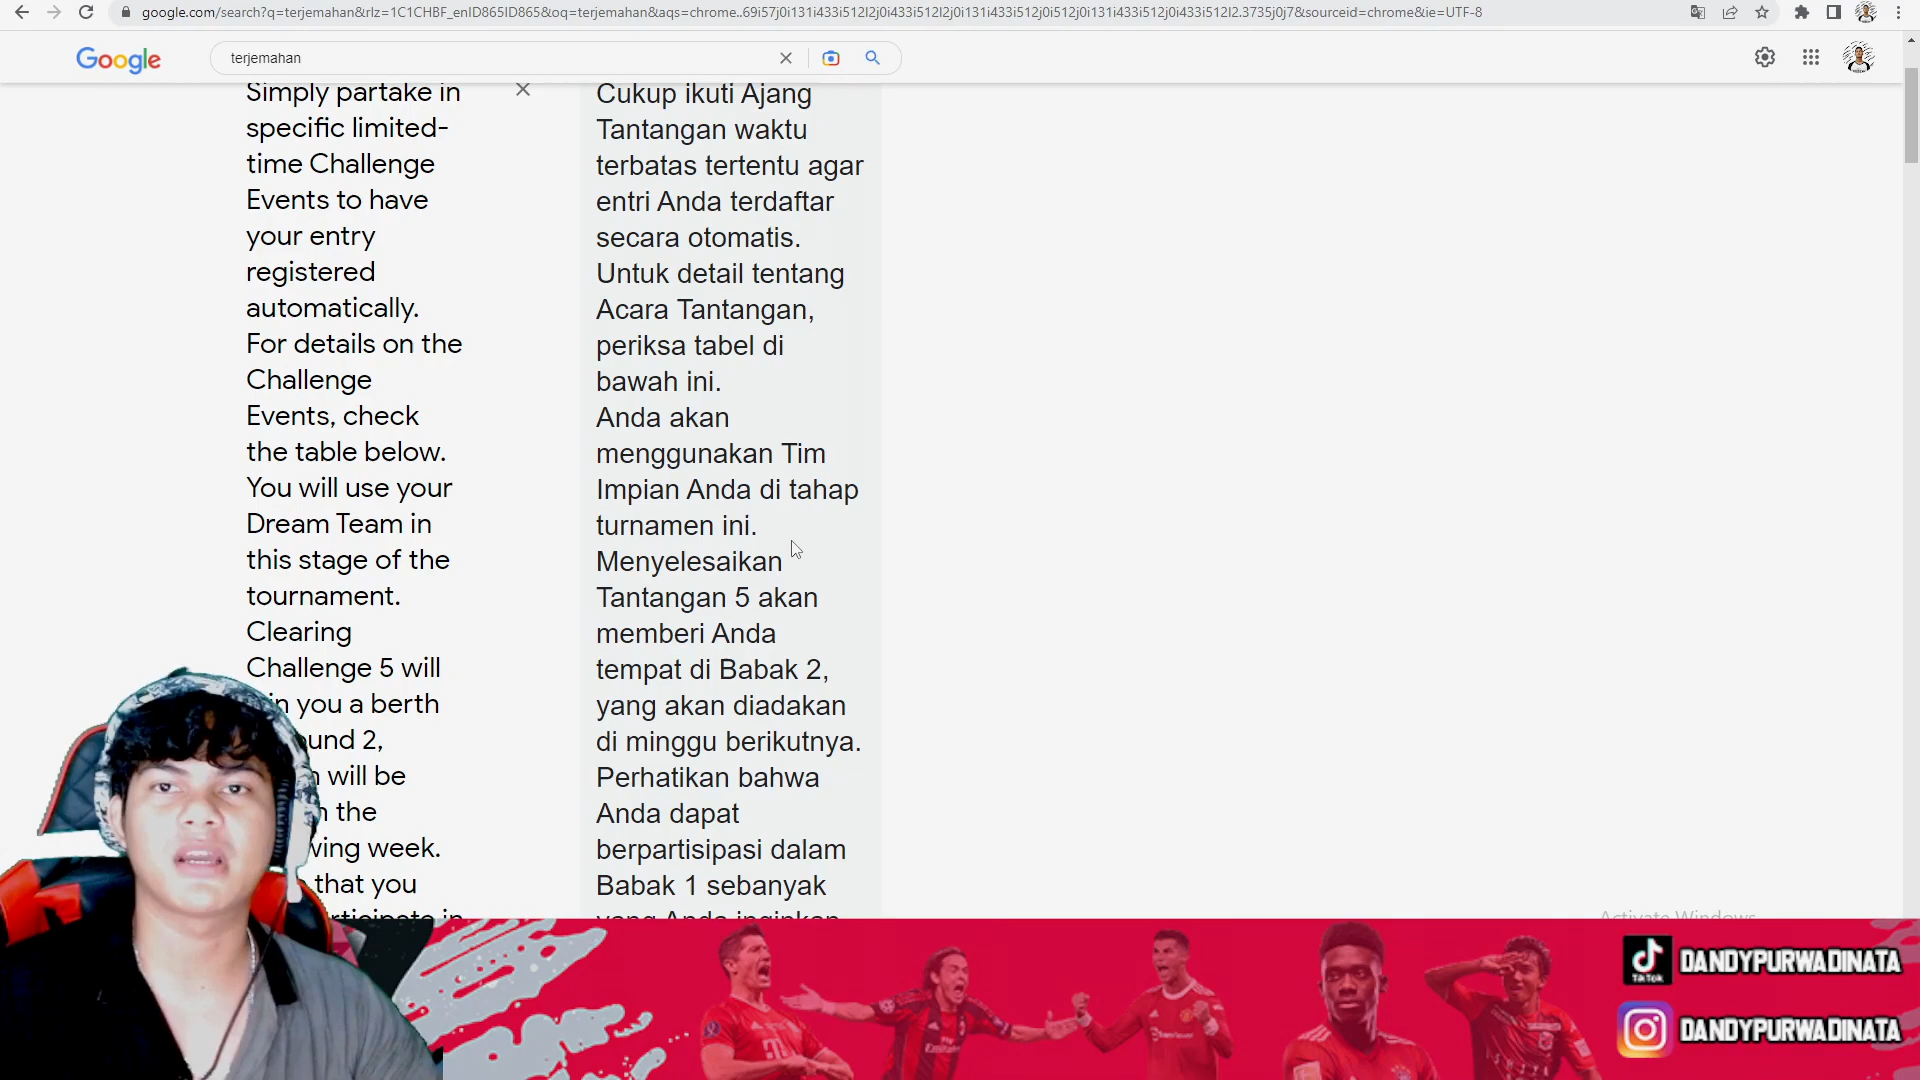 google.com/search?q=terjemahan&rlz=1C1CHBF_enID865ID865&oq=terjemahan&aqs=chrome..69i57j0i131i433i512l2j0i433i512l2j0i131i433i512j0i512j0i131i433i512j0i433i512l2.3735j0j7&sourceid=chrome&ie=UTF-8
Google
terjemahan
Simply partake in
specific limited-
time Challenge
Events to have
your entry
registered
automatically.
For details on the
Challenge
Events, check
the table below.
You will use your
Dream Team in
this stage of the
tournament.
Clearing
Challenge 5 will
you a berth
2,
will be
the
week.
that you
Cukup ikuti Ajang
Tantangan waktu
terbatas tertentu agar
entri Anda terdaftar
secara otomatis.
Untuk detail tentang
Acara Tantangan,
periksa tabel di
bawah ini.
Anda akan
menggunakan Tim
Impian Anda di tahap
turnamen ini.
Menyelesaikan
Tantangan 5 akan
memberi Anda
tempat di Babak 2,
yang akan diadakan
di minggu berikutnya.
Perhatikan bahwa
Anda dapat
berpartisipasi dalam
Babak 1 sebanyak
yang Anda inginkan
Activate Windows
TikTok
DANDYPURWADINATA
DANDYPURWADINATA